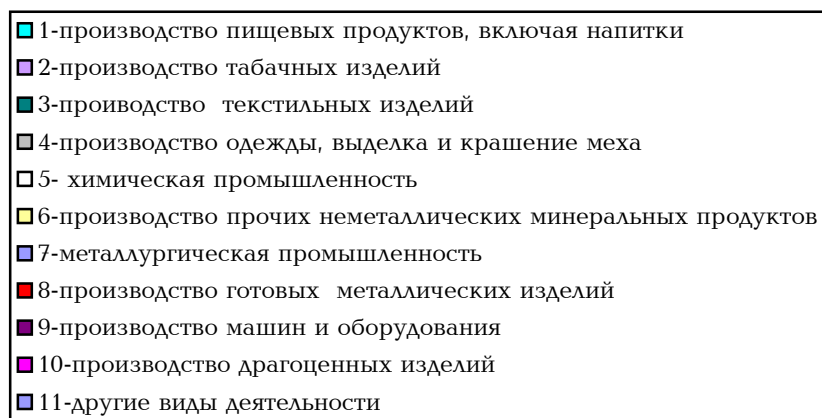 1-производство пищевых продуктов, включая напитки
2-производство табачных изделий
3-проиводство текстильных изделий
4-производство одежды, выделка и крашение меха
5- химическая промышленность
6-производство прочих неметаллических минеральных продуктов
7-металлургическая промышленность
8-производство готовых металлических изделий
9-производство машин и оборудования
10-производство драгоценных изделий
11-другие виды деятельности